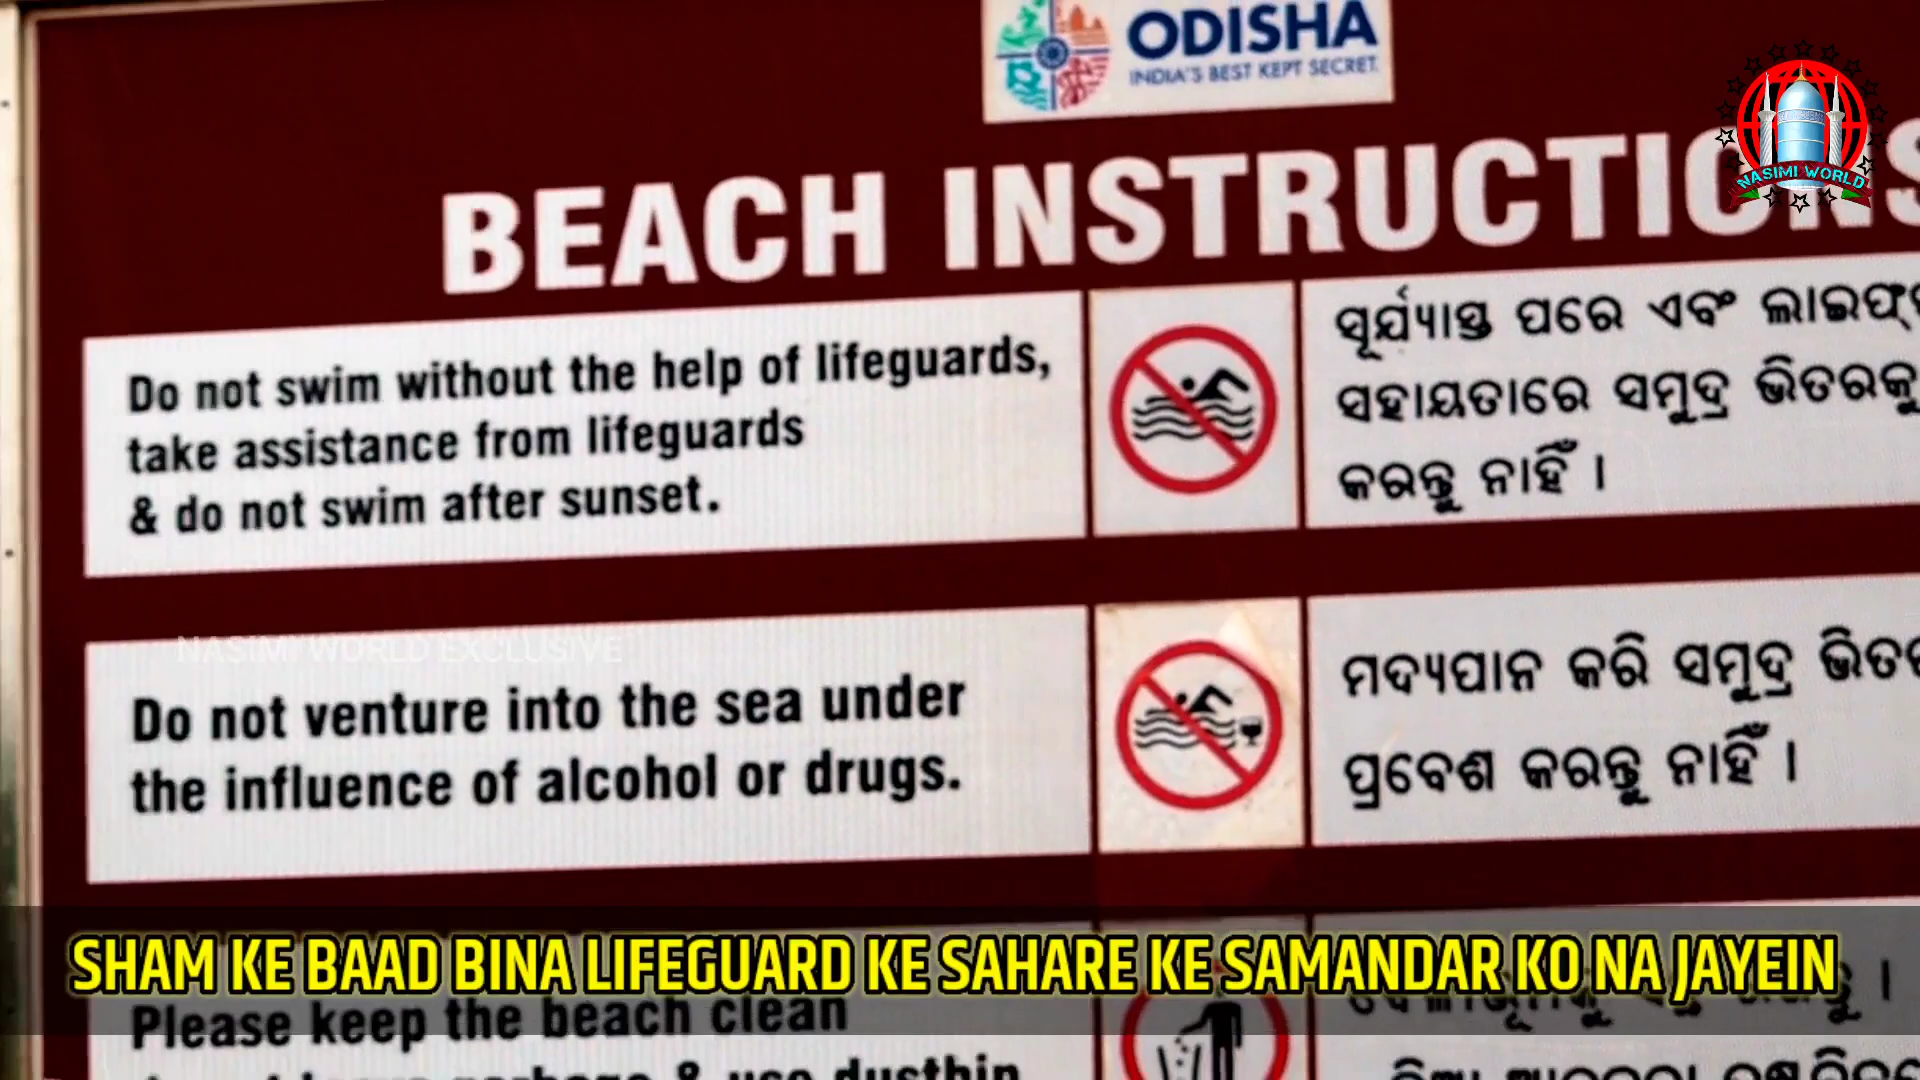 ODISHA
INDIA'S BEST KEPT SECRET.
NASIMI WORLD
BEACH INSTRUCTIONS
Do not swim without the help of lifeguards,
take assistance from lifeguards
& do not swim after sunset.
ସୂର୍ଯ୍ୟାସ୍ତ ପରେ ଏବଂ
ସହାୟତାରେ ସମୁଦ୍ର ଭିତରକୁ
କରନ୍ତୁ ନାହିଁ ।
NASIMI WORLD EXCLUSIVE
Do not venture into the sea under
the influence of alcohol or drugs.
ମଦ୍ୟପାନ କରି ସମୁଦ୍ର
ପ୍ରବେଶ କରନ୍ତୁ ନାହିଁ ।
SHAM KE BAAD BINA LIFEGUARD KE SAHARE KE SAMANDAR KO NA JAYEIN
Please keep the beach clean
& use dustbin